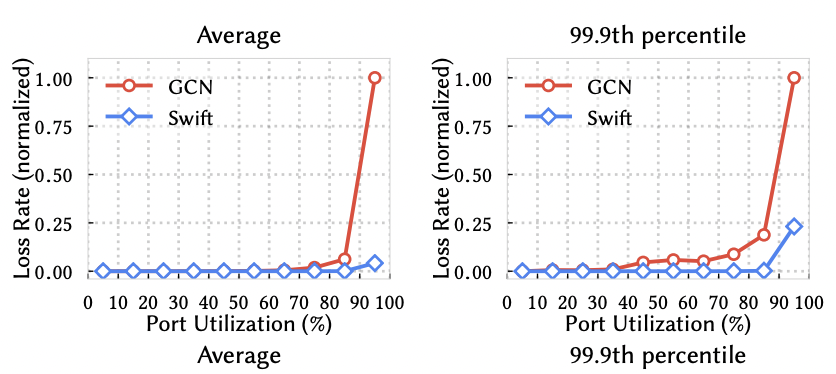 Average
Loss Rate (normalized)
1.00
0.75
0.50
0.25
0.00
GCN
Swift
0 10 20 30 40 50 60 70 80 90 100
Port Utilization (%)
Average
99.9th percentile
Loss Rate (normalized)
1.00
0.75
0.50
0.25
0.00
GCN
Swift
0 10 20 30 40 50 60 70 80 90 100
Port Utilization (%)
99.9th percentile